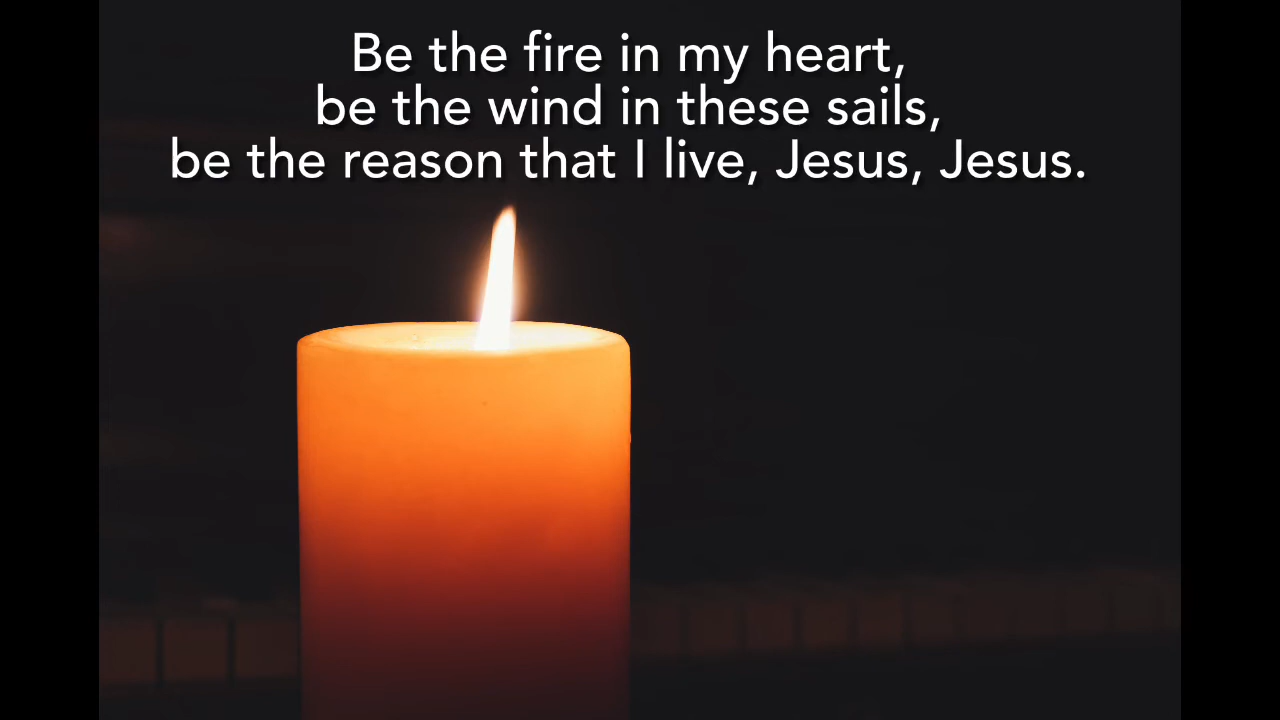 Be the fire in my heart,
be the wind in these sails,
be the reason that I live, Jesus, Jesus.